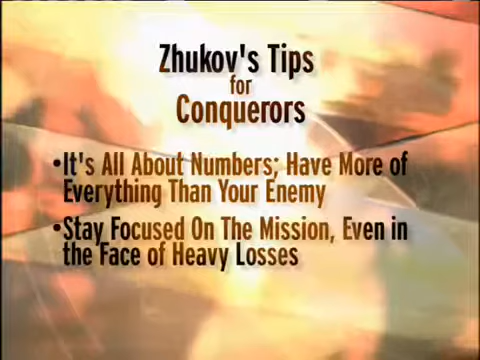 Zhukov's Tips
for
Conquerors
•It's All About Numbers; Have More of
Everything Than Your Enemy
•Stay Focused On The Mission, Even in
the Face of Heavy Losses